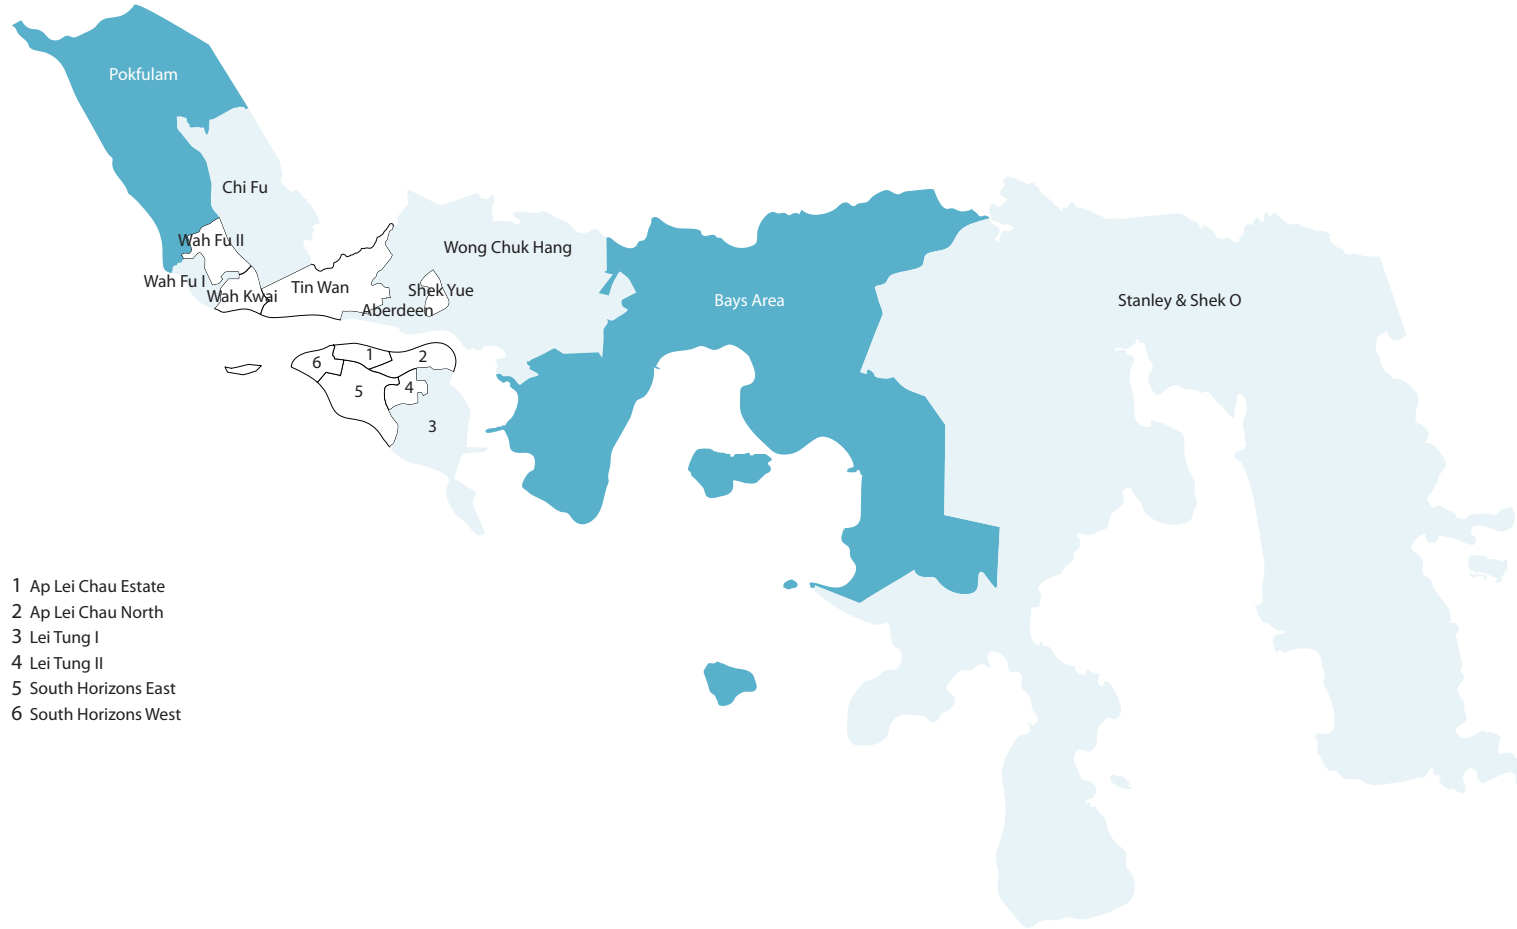 Pokfulam
Chi Fu
Wah Fu II
Wong Chuk Hang
Wah Fu I
Wah Kwai
Tin Wan
Shek Yue
Aberdeen
Bays Area
Stanley & Shek O
1
2
6
5
4
3
1 Ap Lei Chau Estate
2 Ap Lei Chau North
3 Lei Tung I
4 Lei Tung II
5 South Horizons East
6 South Horizons West